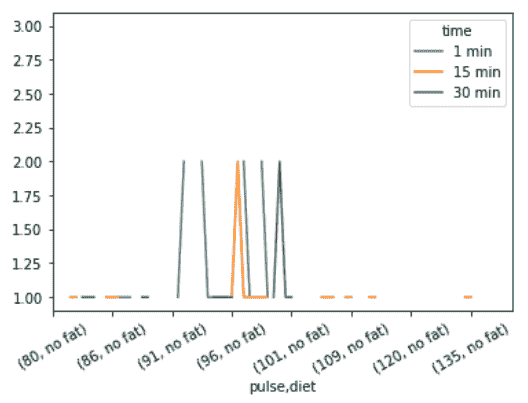 3.00
2.75
2.50
2.25
2.00
1.75
1.50
1.25
1.00
time
1 min
15 min
30 min
(80, no fat)
(86, no fat)
(91, no fat)
(96, no fat)
(101, no fat)
(109, no fat)
(120, no fat)
(135, no fat)
pulse,diet